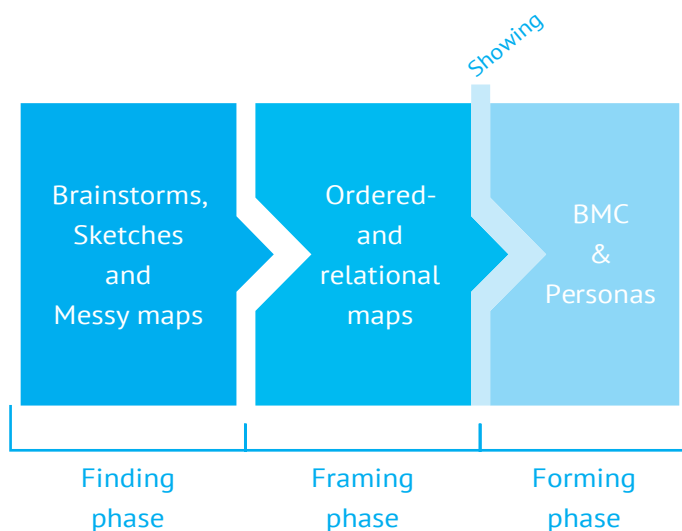 Showing
Brainstorms,
Sketches
and
Messy maps
Ordered-
and
relational
maps
BMC
&
Personas
Finding
phase
Framing
phase
Forming
phase